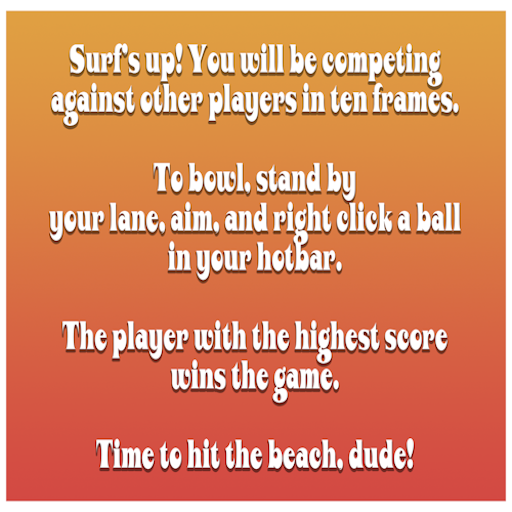 Surf's up! You will be competing
against other players in ten frames.
To bowl, stand by
your lane, aim, and right click a ball
in your hotbar.
The player with the highest score
wins the game.
Time to hit the beach, dude!